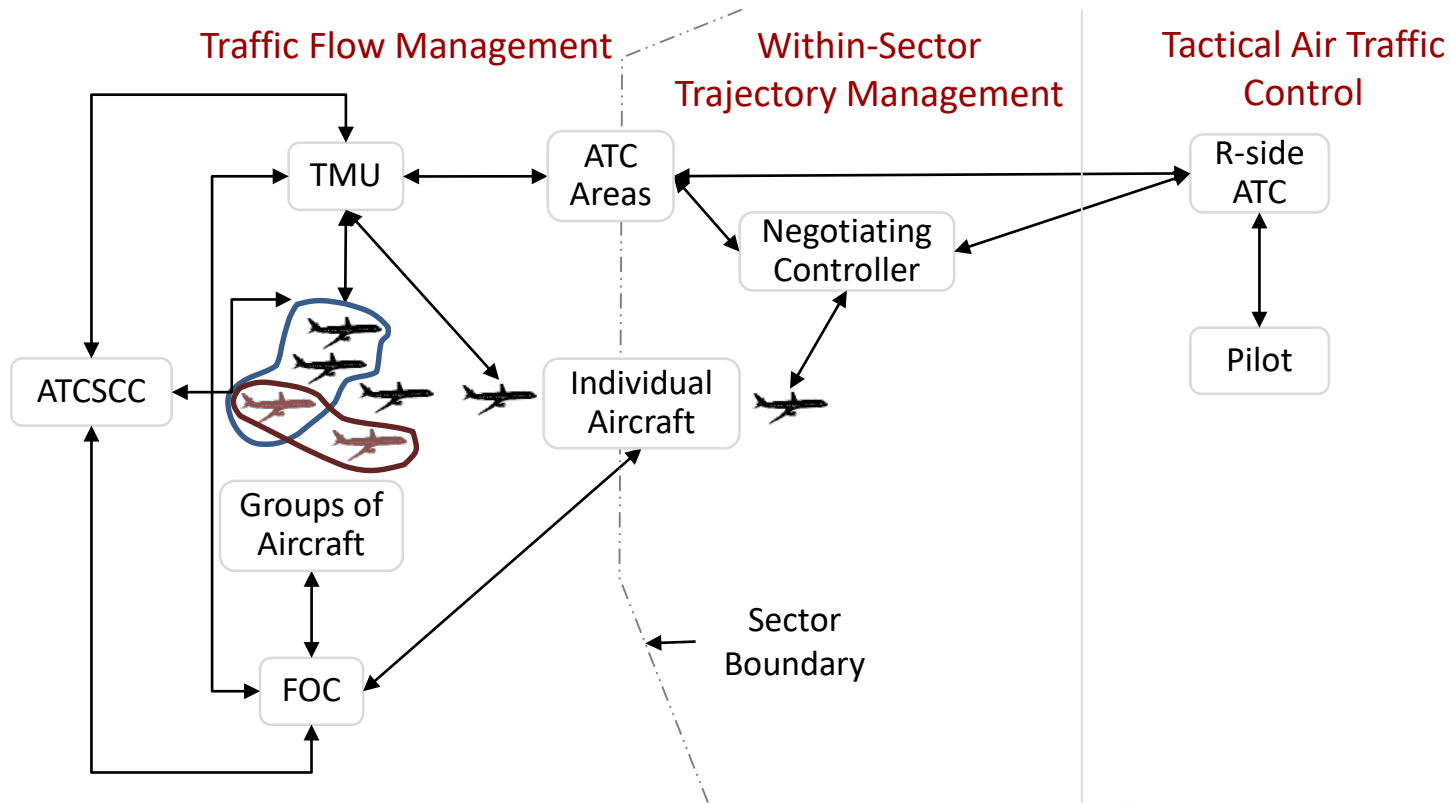 Traffic Flow Management
Within-Sector
Trajectory Management
Tactical Air Traffic
Control
TMU
ATC
Areas
R-side
ATC
Negotiating
Controller
Pilot
ATCSCC
Individual
Aircraft
Groups of
Aircraft
Sector
Boundary
FOC